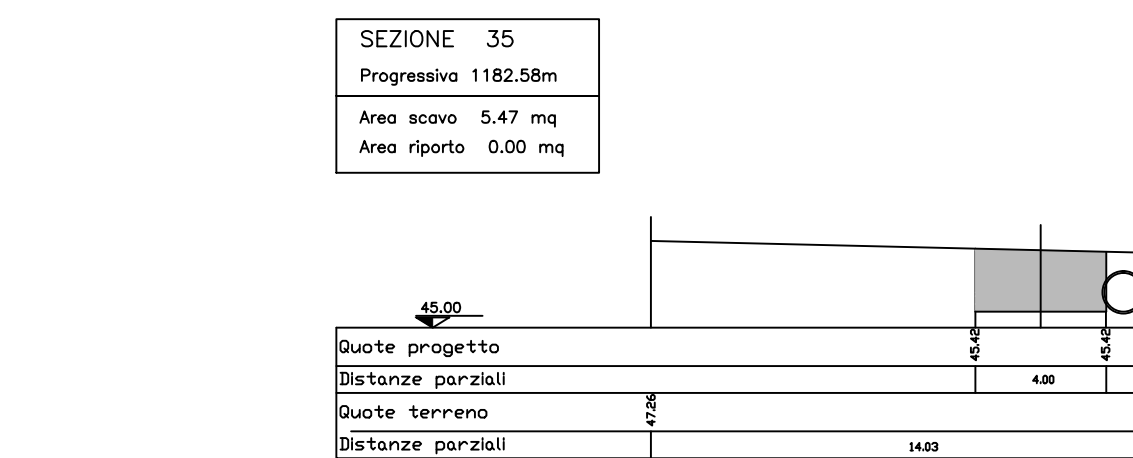 SEZIONE 35
Progressiva 1182.58m
Area scavo 5.47 mq
Area riporto 0.00 mq
45.00
Quote progetto 45.42 45.42
Distanze parziali 4.00
Quote terreno 47.26
Distanze parziali 14.03